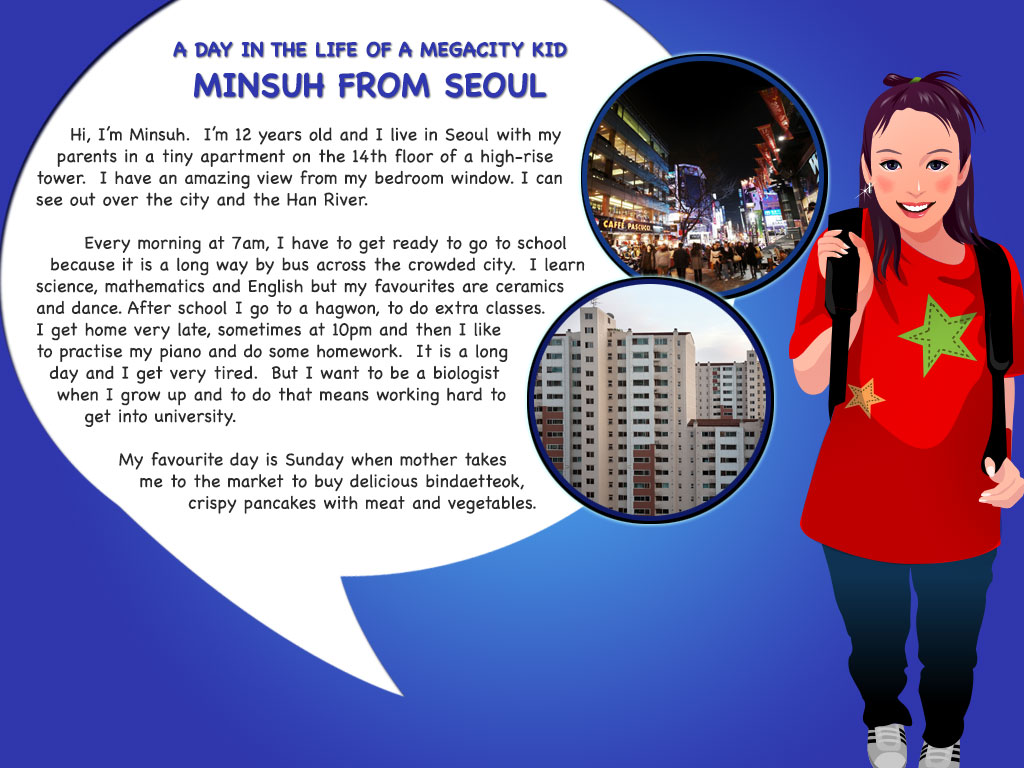 A DAY IN THE LIFE OF A MEGACITY KID
MINSUH FROM SEOUL
Hi, I'm Minsuh.  I'm 12 years old and I live in Seoul with my
parents in a tiny apartment on the 14th floor of a high-rise
tower.  I have an amazing view from my bedroom window. I can
see out over the city and the Han River.
Every morning at 7am, I have to get ready to go to school
because it is a long way by bus across the crowded city.  I learn
science, mathematics and English but my favourites are ceramics
and dance. After school I go to a hagwon, to do extra classes.
I get home very late, sometimes at 10pm and then I like
to practise my piano and do some homework.  It is a long
day and I get very tired.  But I want to be a biologist
when I grow up and to do that means working hard to
get into university.
My favourite day is Sunday when mother takes
me to the market to buy delicious bindaetteok,
crispy pancakes with meat and vegetables.
CAFFÉ PASCUCCI